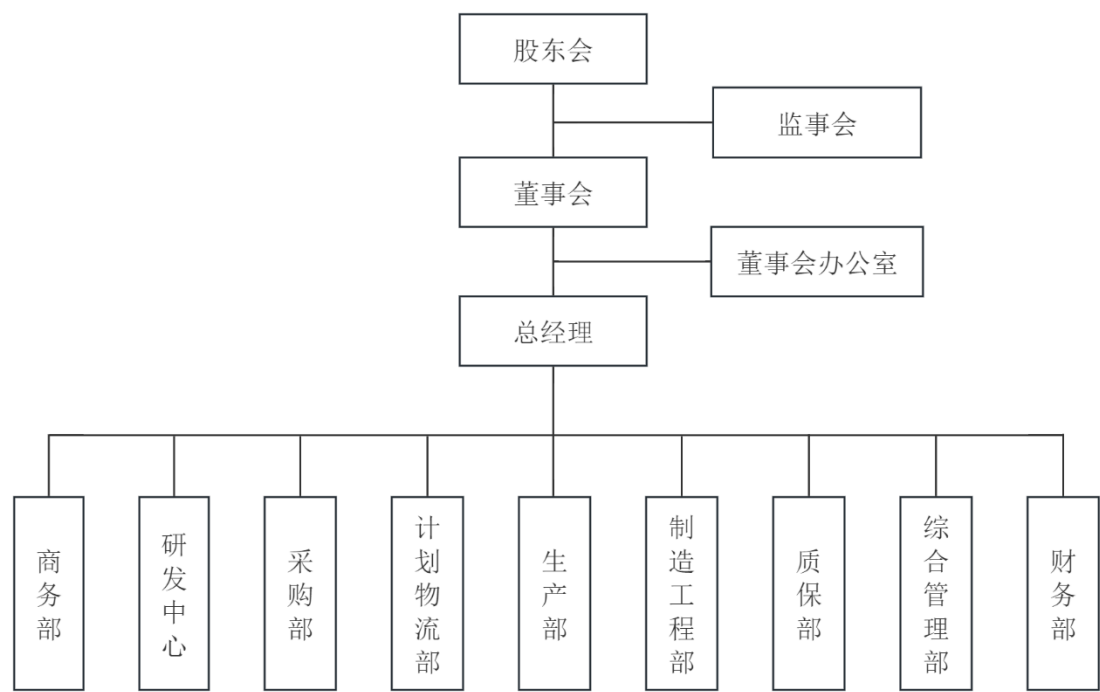 股东会
监事会
董事会
董事会办公室
总经理
商务部
研发中心
采购部
计划物流部
生产部
制造工程部
质保部
综合管理部
财务部